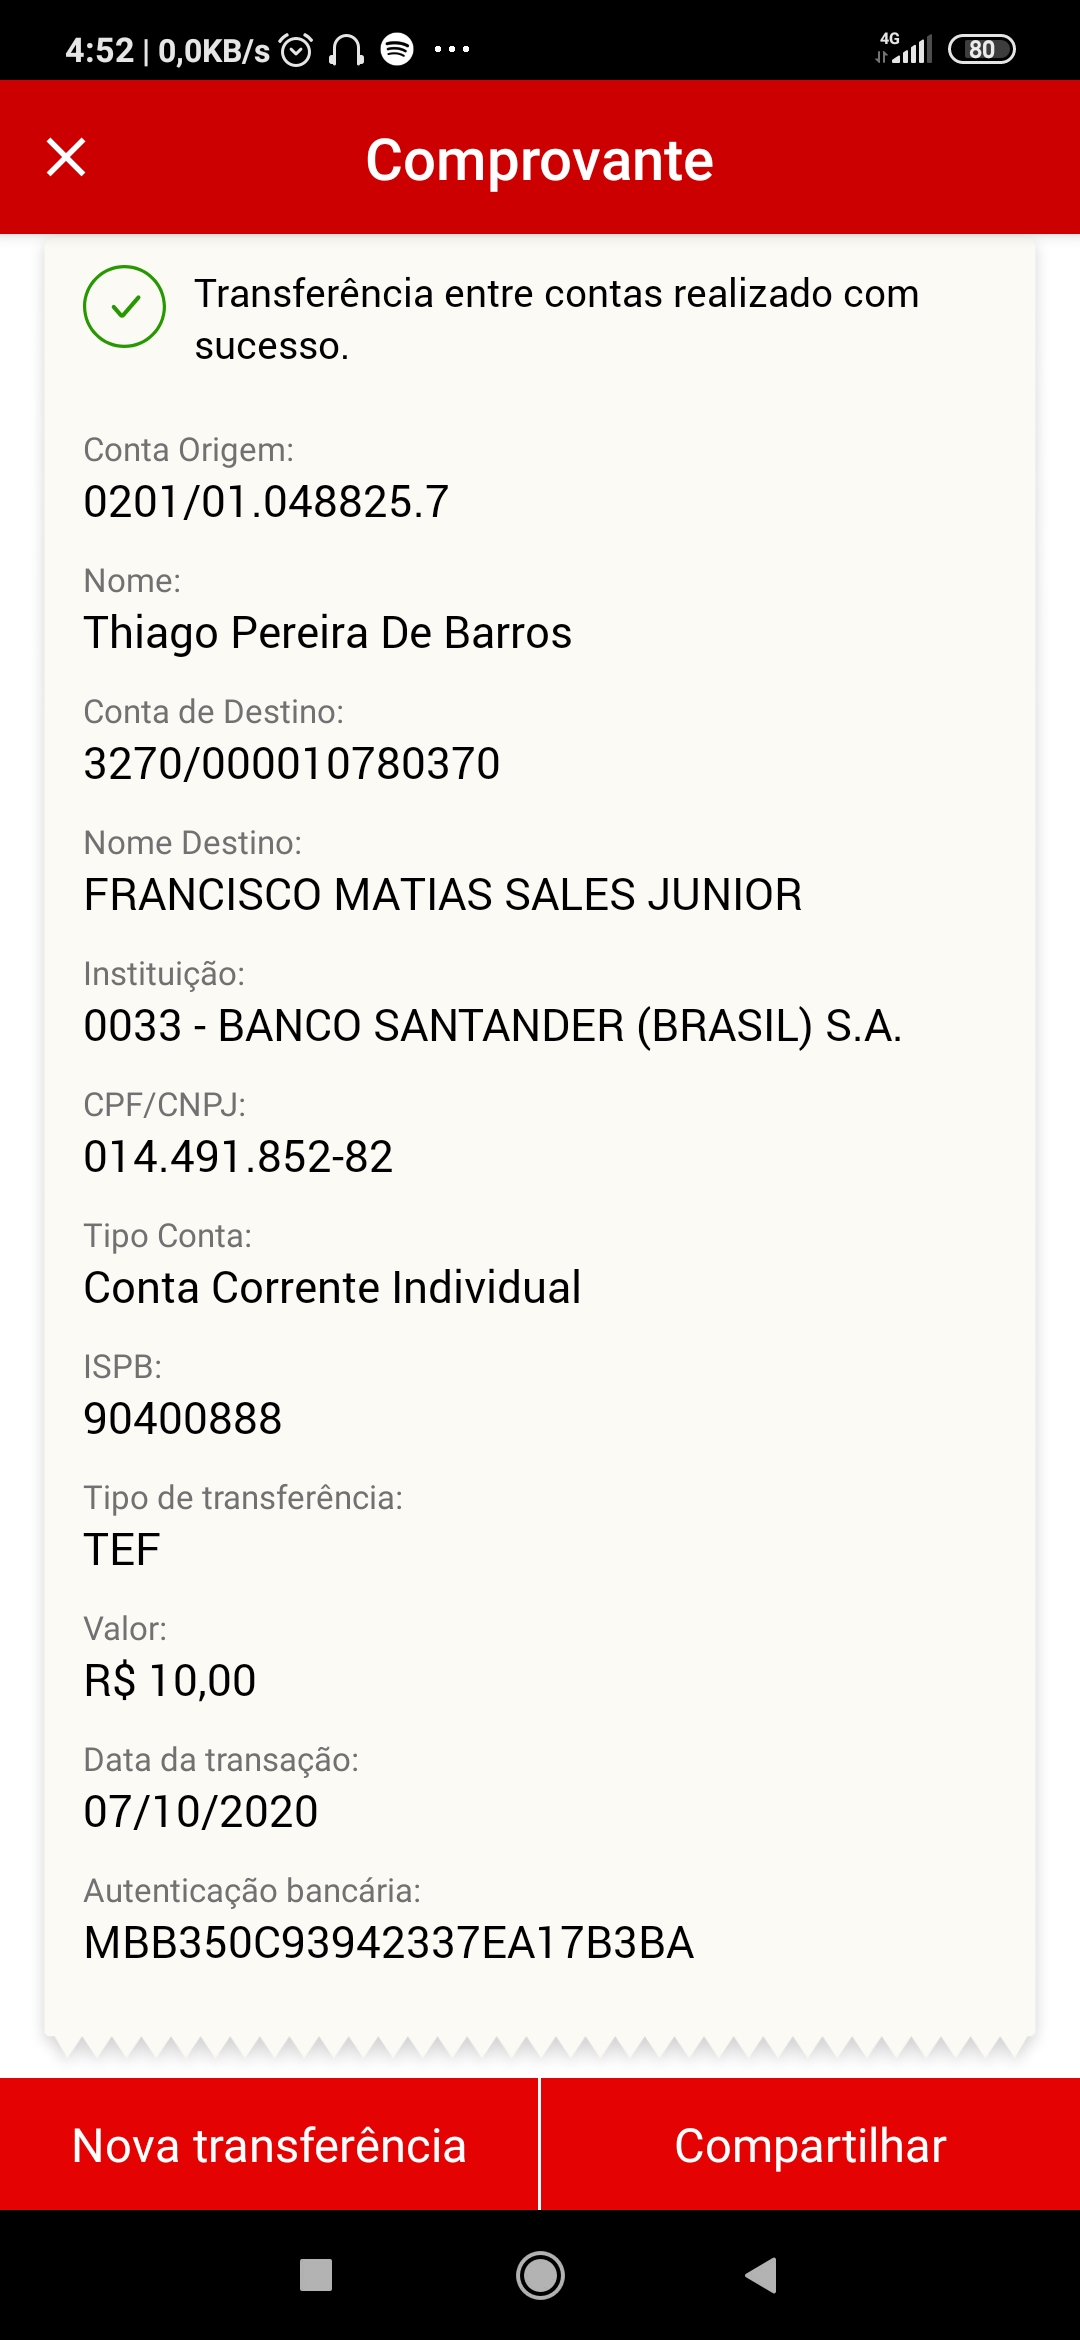 4:52 | 0,0KB/s ... 4G 80
Comprovante
Transferência entre contas realizado com
sucesso.
Conta Origem:
0201/01.048825.7
Nome:
Thiago Pereira De Barros
Conta de Destino:
3270/000010780370
Nome Destino:
FRANCISCO MATIAS SALES JUNIOR
Instituição:
0033 - BANCO SANTANDER (BRASIL) S.A.
CPF/CNPJ:
014.491.852-82
Tipo Conta:
Conta Corrente Individual
ISPB:
90400888
Tipo de transferência:
TEF
Valor:
R$ 10,00
Data da transação:
07/10/2020
Autenticação bancária:
MBB350C93942337EA17B3BA
Nova transferência
Compartilhar